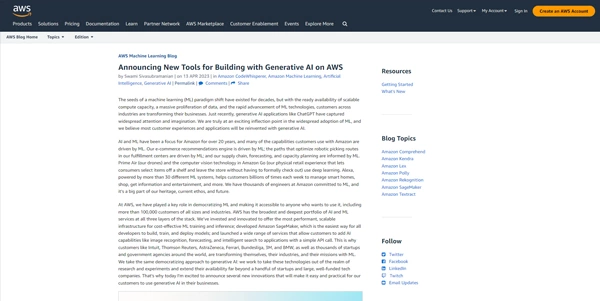 aws
Contact Us Support My Account Sign In Create an AWS Account
Products Solutions Pricing Documentation Learn Partner Network AWS Marketplace Customer Enablement Events Explore More
AWS Blog Home Topics Edition
AWS Machine Learning Blog
Announcing New Tools for Building with Generative AI on AWS
by Swami Sivasubramanian | on 13 APR 2023 | in Amazon CodeWhisperer, Amazon Machine Learning, Artificial
Intelligence, Generative AI | Permalink | Comments | Share
The seeds of a machine learning (ML) paradigm shift have existed for decades, but with the ready availability of scalable
compute capacity, a massive proliferation of data, and the rapid advancement of ML technologies, customers across
industries are transforming their businesses. Just recently, generative AI applications like ChatGPT have captured
widespread attention and imagination. We are truly at an exciting inflection point in the widespread adoption of ML, and
we believe most customer experiences and applications will be reinvented with generative AI.
AI and ML have been a focus for Amazon for over 20 years, and many of the capabilities customers use with Amazon are
driven by ML. Our e-commerce recommendations engine is driven by ML; the paths that optimize robotic picking routes
in our fulfillment centers are driven by ML; and our supply chain, forecasting, and capacity planning are informed by ML.
Prime Air (our drones) and the computer vision technology in Amazon Go (our physical retail experience that lets
consumers select items off a shelf and leave the store without having to formally check out) use deep learning. Alexa,
powered by more than 30 different ML systems, helps customers billions of times each week to manage smart homes,
shop, get information and entertainment, and more. We have thousands of engineers at Amazon committed to ML, and
it's a big part of our heritage, current ethos, and future.
At AWS, we have played a key role in democratizing ML and making it accessible to anyone who wants to use it, including
more than 100,000 customers of all sizes and industries. AWS has the broadest and deepest portfolio of AI and ML
services at all three layers of the stack. We've invested and innovated to offer the most performant, scalable
infrastructure for cost-effective ML training and inference; developed Amazon SageMaker, which is the easiest way for all
developers to build, train, and deploy models; and launched a wide range of services that allow customers to add AI
capabilities like image recognition, forecasting, and intelligent search to applications with a simple API call. This is why
customers like Intuit, Thomson Reuters, AstraZeneca, Ferrari, Bundesliga, 3M, and BMW, as well as thousands of startups
and government agencies around the world, are transforming themselves, their industries, and their missions with ML.
We take the same democratizing approach to generative AI: we work to take these technologies out of the realm of
research and experiments and extend their availability far beyond a handful of startups and large, well-funded tech
companies. That's why today I'm excited to announce several new innovations that will make it easy and practical for our
customers to use generative AI in their businesses.
Resources
Getting Started
What's New
Blog Topics
Amazon Comprehend
Amazon Kendra
Amazon Lex
Amazon Polly
Amazon Rekognition
Amazon SageMaker
Amazon Textract
Follow
Twitter
Facebook
LinkedIn
Twitch
Email Updates